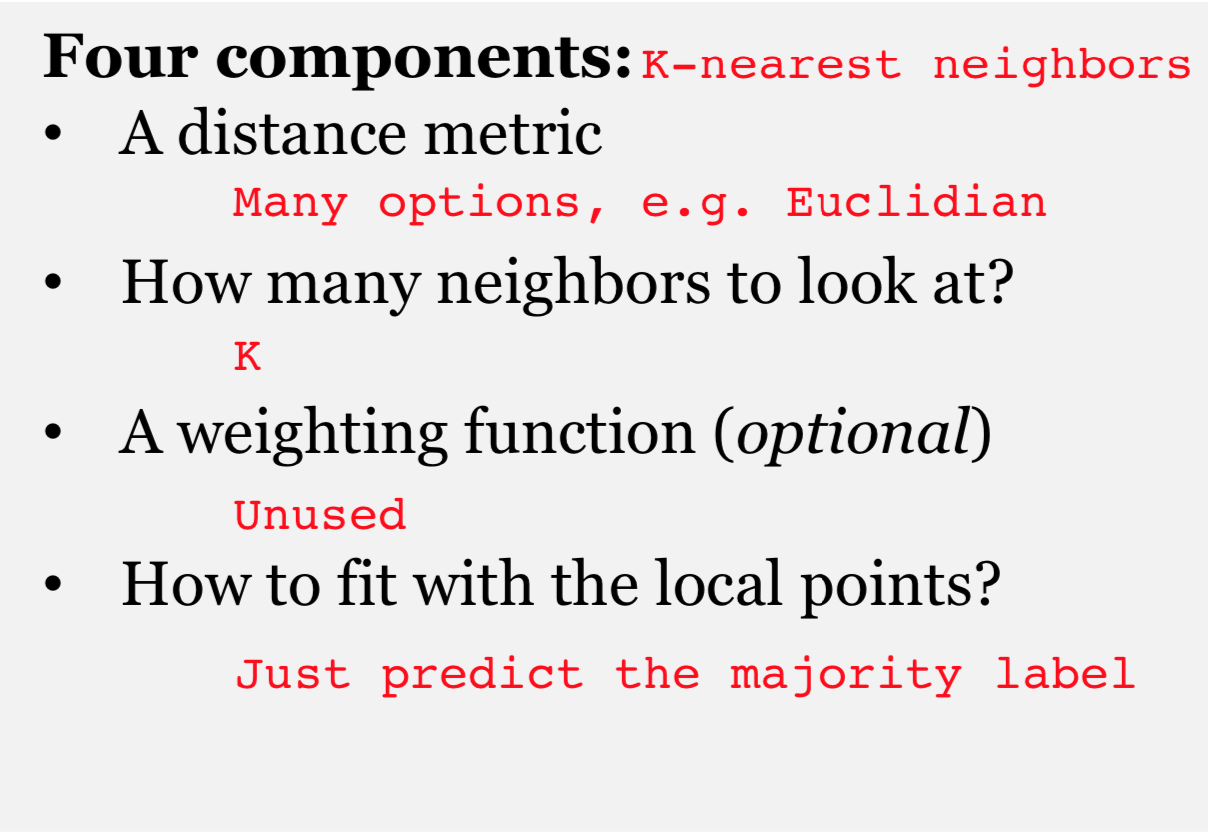 Four components: K-nearest neighbors
• A distance metric
Many options, e.g. Euclidian
• How many neighbors to look at?
K
• A weighting function (optional)
Unused
• How to fit with the local points?
Just predict the majority label